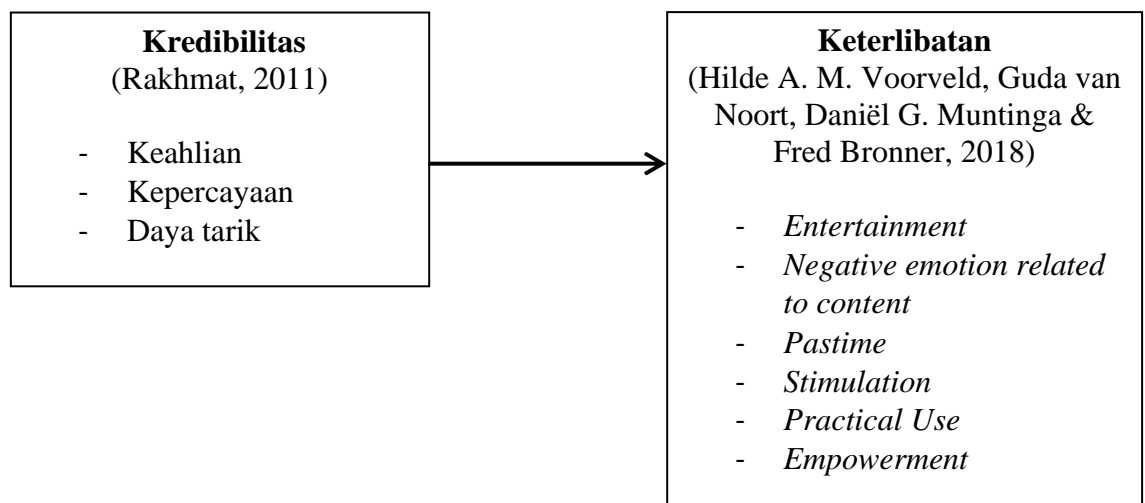 Kredibilitas
(Rakhmat, 2011)
- Keahlian
- Kepercayaan
- Daya tarik
Keterlibatan
(Hilde A. M. Voorveld, Guda van
Noort, Daniël G. Muntinga &
Fred Bronner, 2018)
- Entertainment
- Negative emotion related
to content
- Pastime
- Stimulation
- Practical Use
- Empowerment